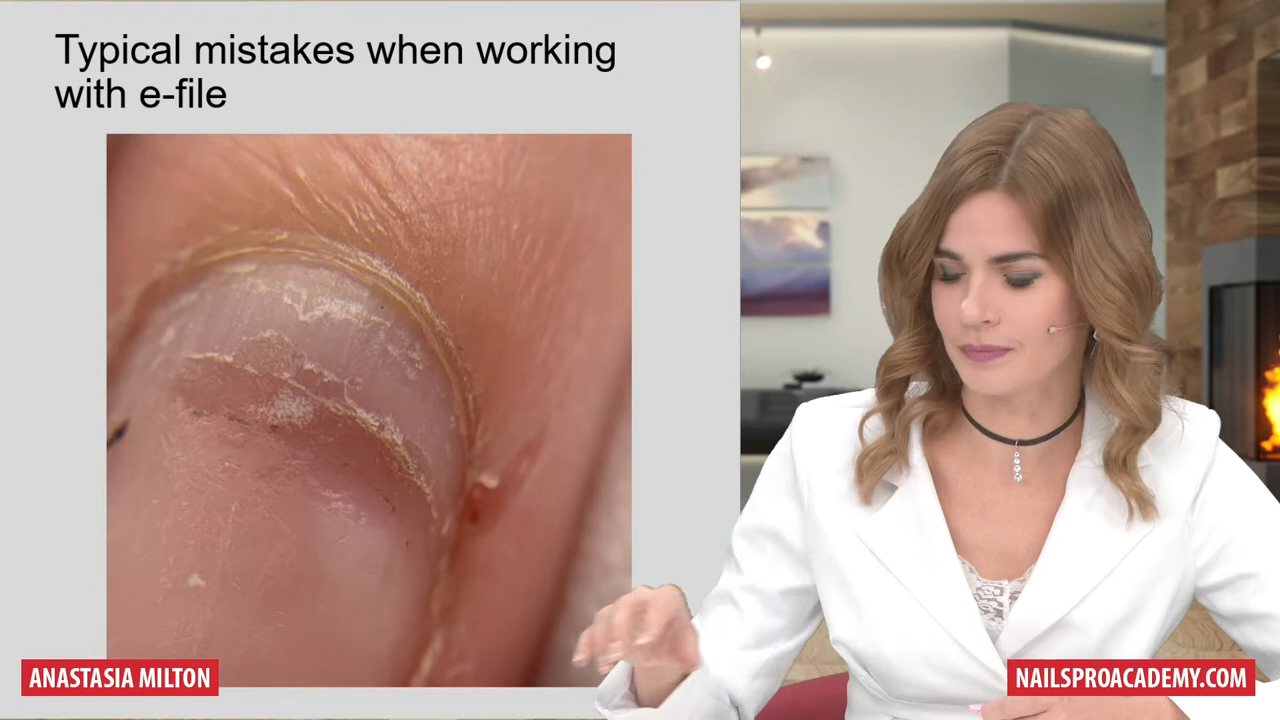 Typical mistakes when working
with e-file
ANASTASIA MILTON
NAILSPROACADEMY.COM